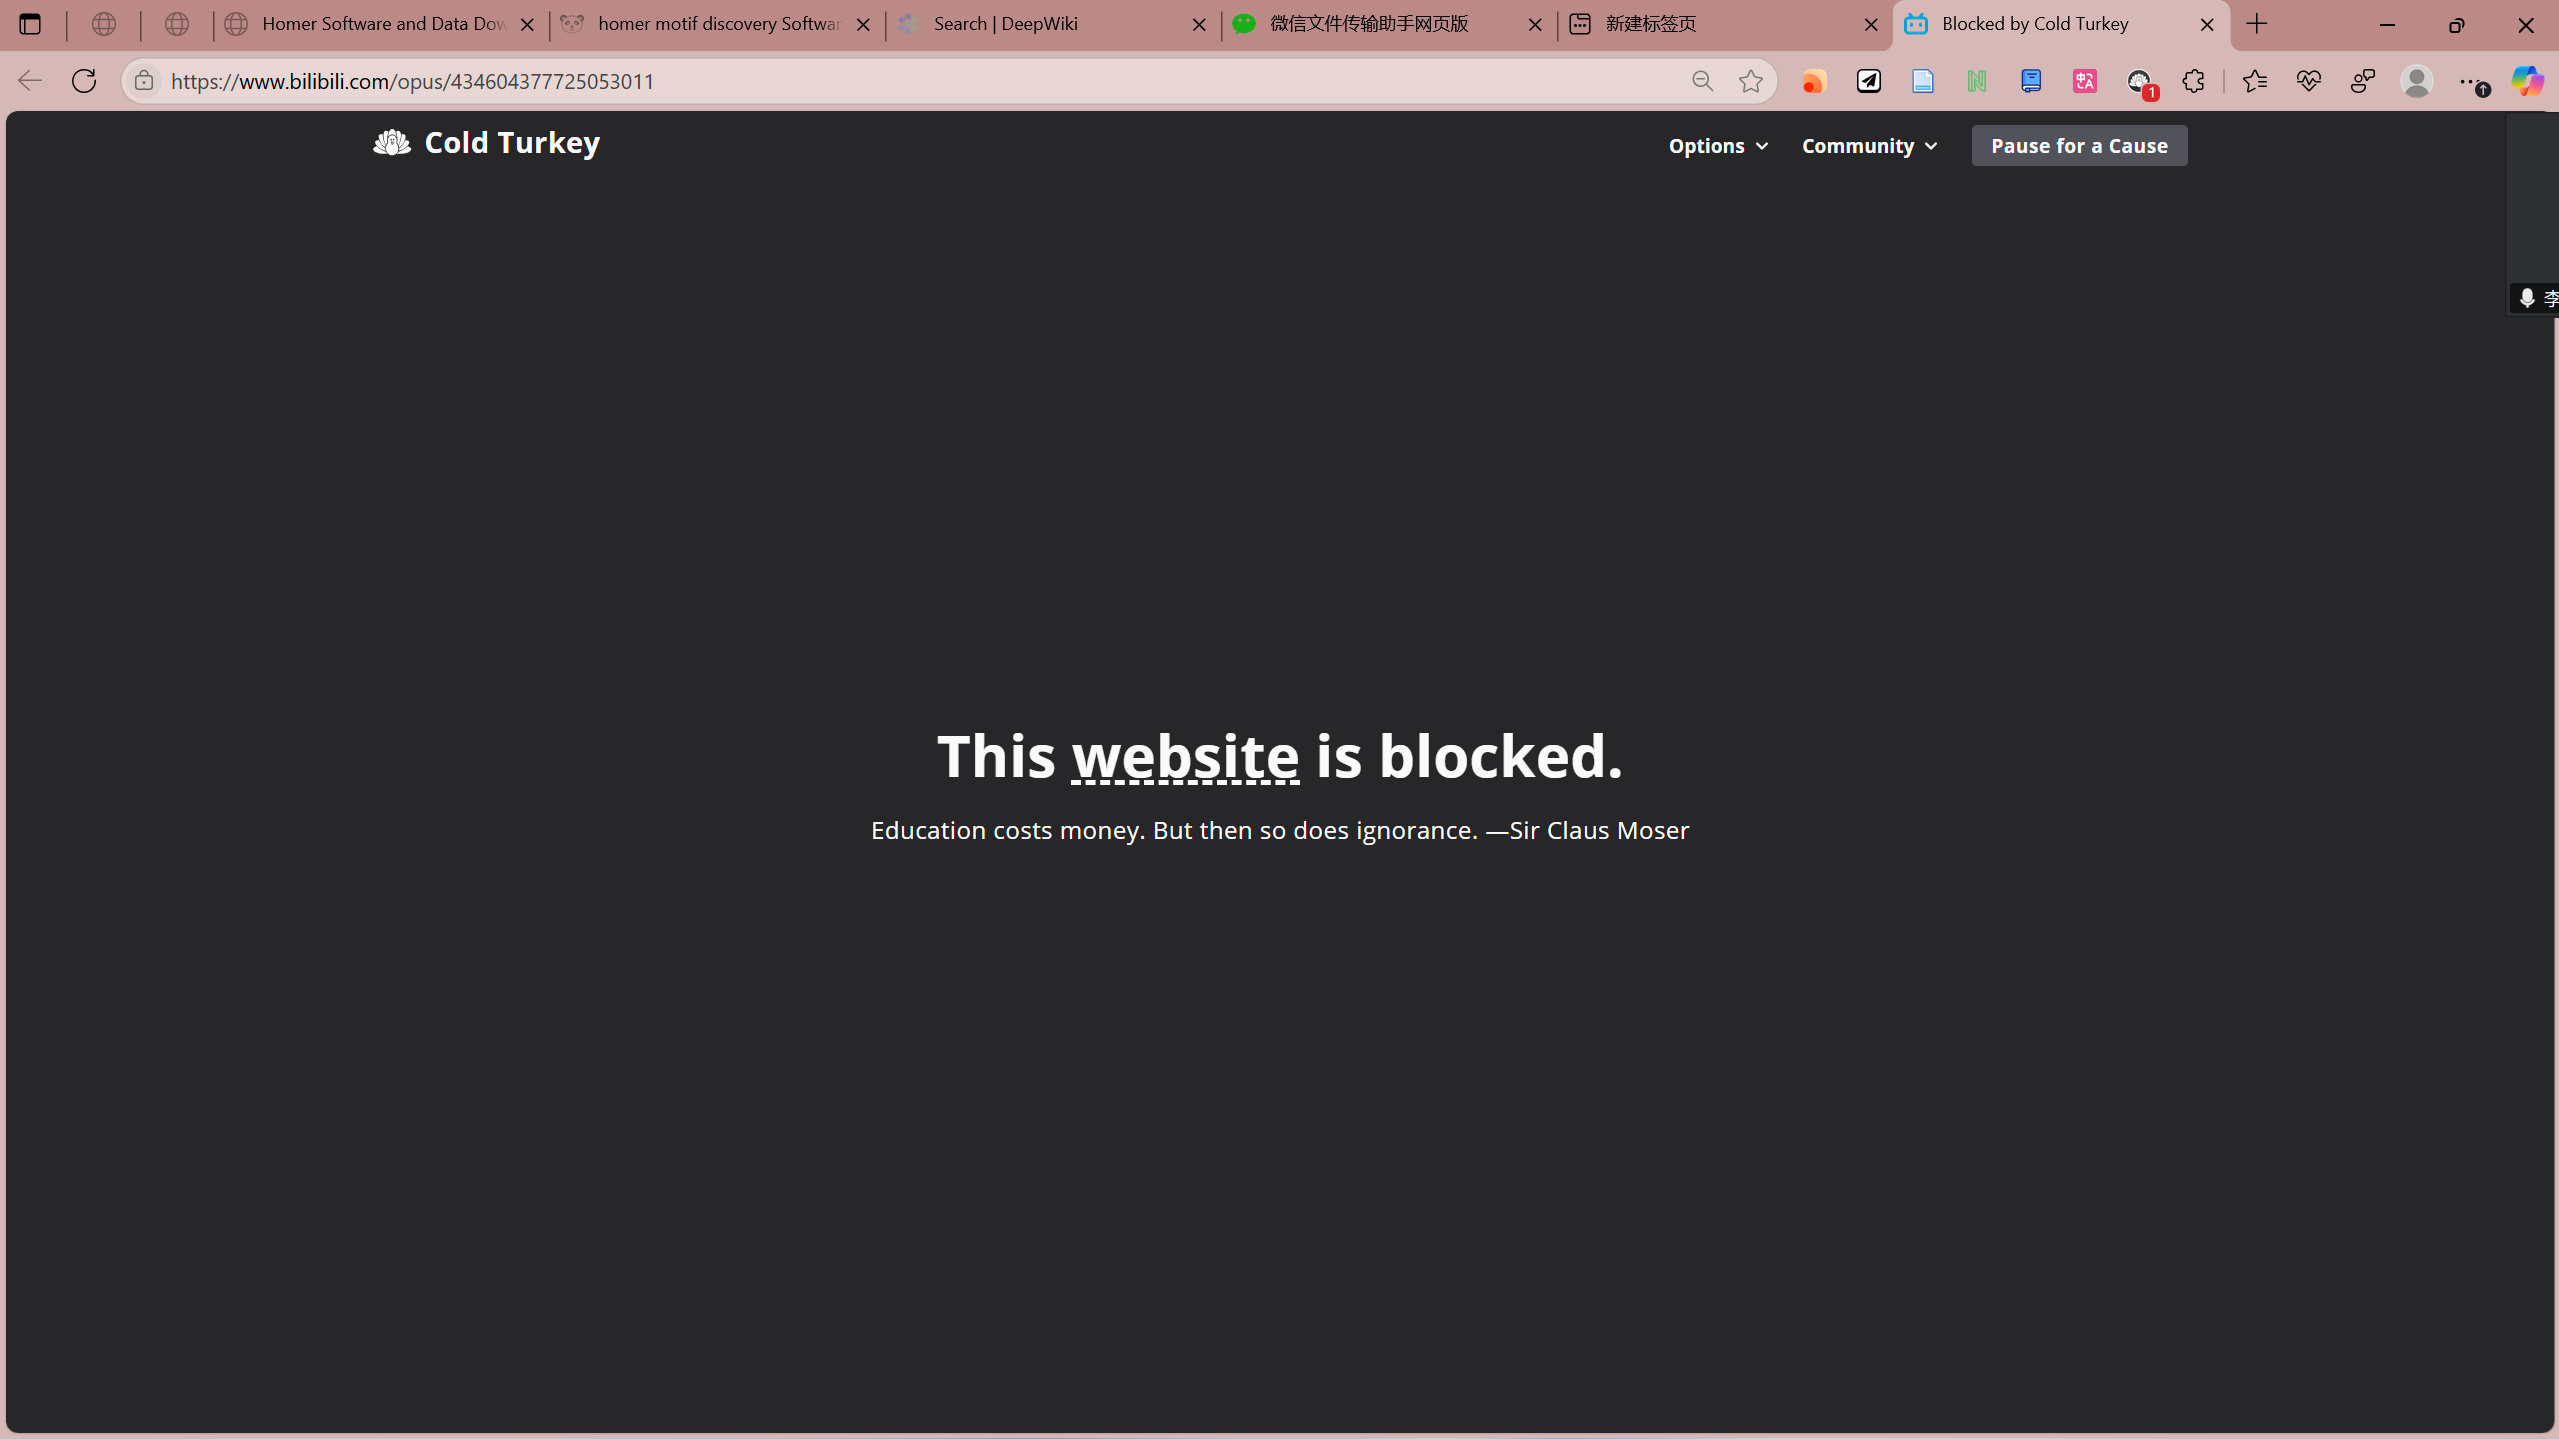 Homer Software and Data Dow
homer motif discovery Softwar
Search | DeepWiki
微信文件传输助手网页版
新建标签页
Blocked by Cold Turkey
https://www.bilibili.com/opus/434604377725053011
1
Cold Turkey
Options
Community
Pause for a Cause
李
This website is blocked.
Education costs money. But then so does ignorance. —Sir Claus Moser